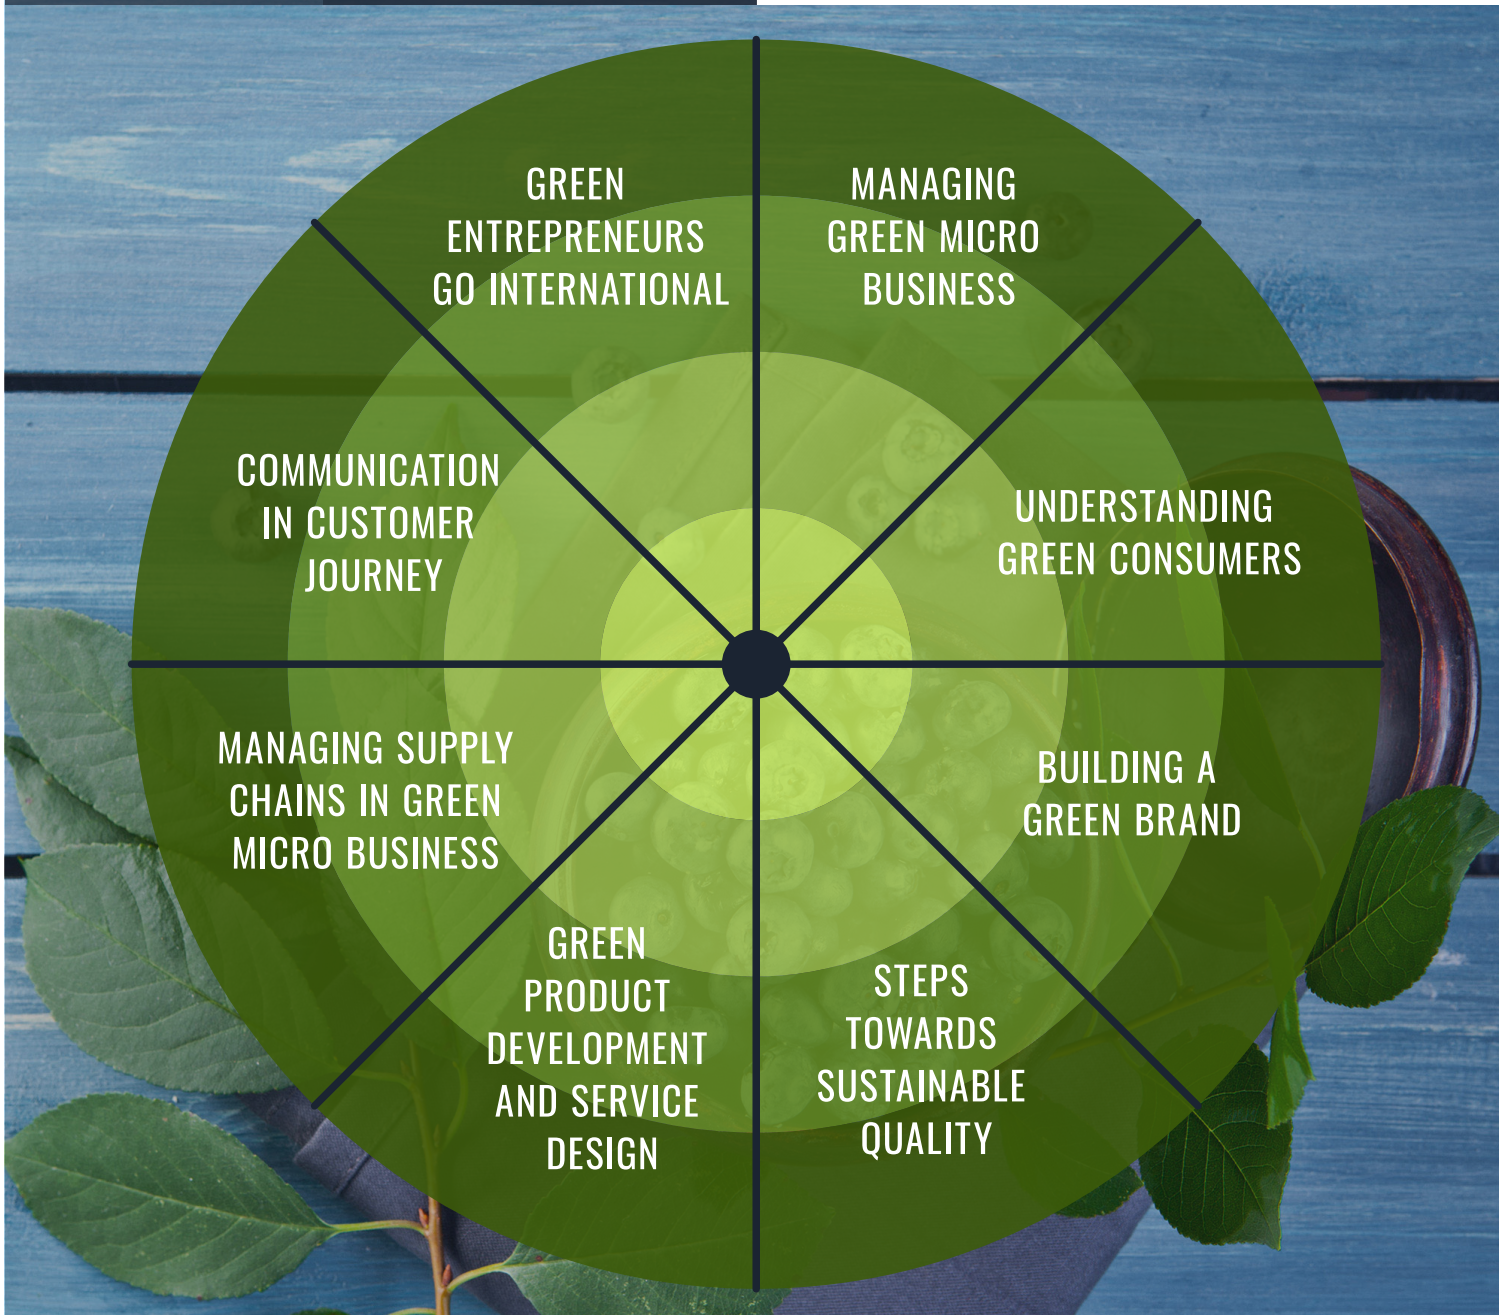 GREEN
ENTREPRENEURS
GO INTERNATIONAL
MANAGING
GREEN MICRO
BUSINESS
COMMUNICATION
IN CUSTOMER
JOURNEY
UNDERSTANDING
GREEN CONSUMERS
MANAGING SUPPLY
CHAINS IN GREEN
MICRO BUSINESS
BUILDING A
GREEN BRAND
GREEN
PRODUCT
DEVELOPMENT
AND SERVICE
DESIGN
STEPS
TOWARDS
SUSTAINABLE
QUALITY